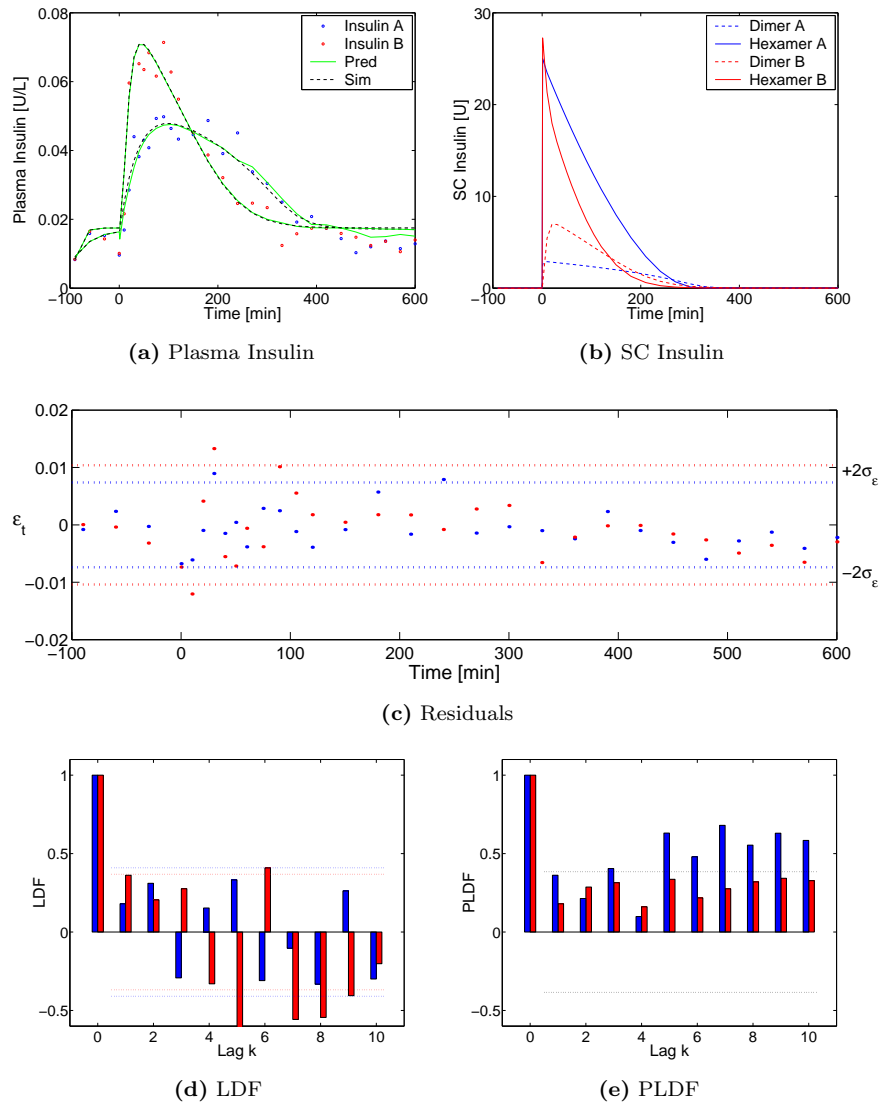 0.08
0.06
0.04
0.02
0
Plasma Insulin [U/L]
−100
0
200
400
600
Time [min]
Insulin A
Insulin B
Pred
Sim
(a) Plasma Insulin
30
20
10
0
SC Insulin [U]
−100
0
200
400
600
Time [min]
Dimer A
Hexamer A
Dimer B
Hexamer B
(b) SC Insulin
0.02
0.01
0
−0.01
−0.02
εt
+2σε
−2σε
−100
0
100
200
300
400
500
600
Time [min]
(c) Residuals
1
0.5
0
−0.5
LDF
0
2
4
6
8
10
Lag k
(d) LDF
1
0.5
0
−0.5
PLDF
0
2
4
6
8
10
Lag k
(e) PLDF